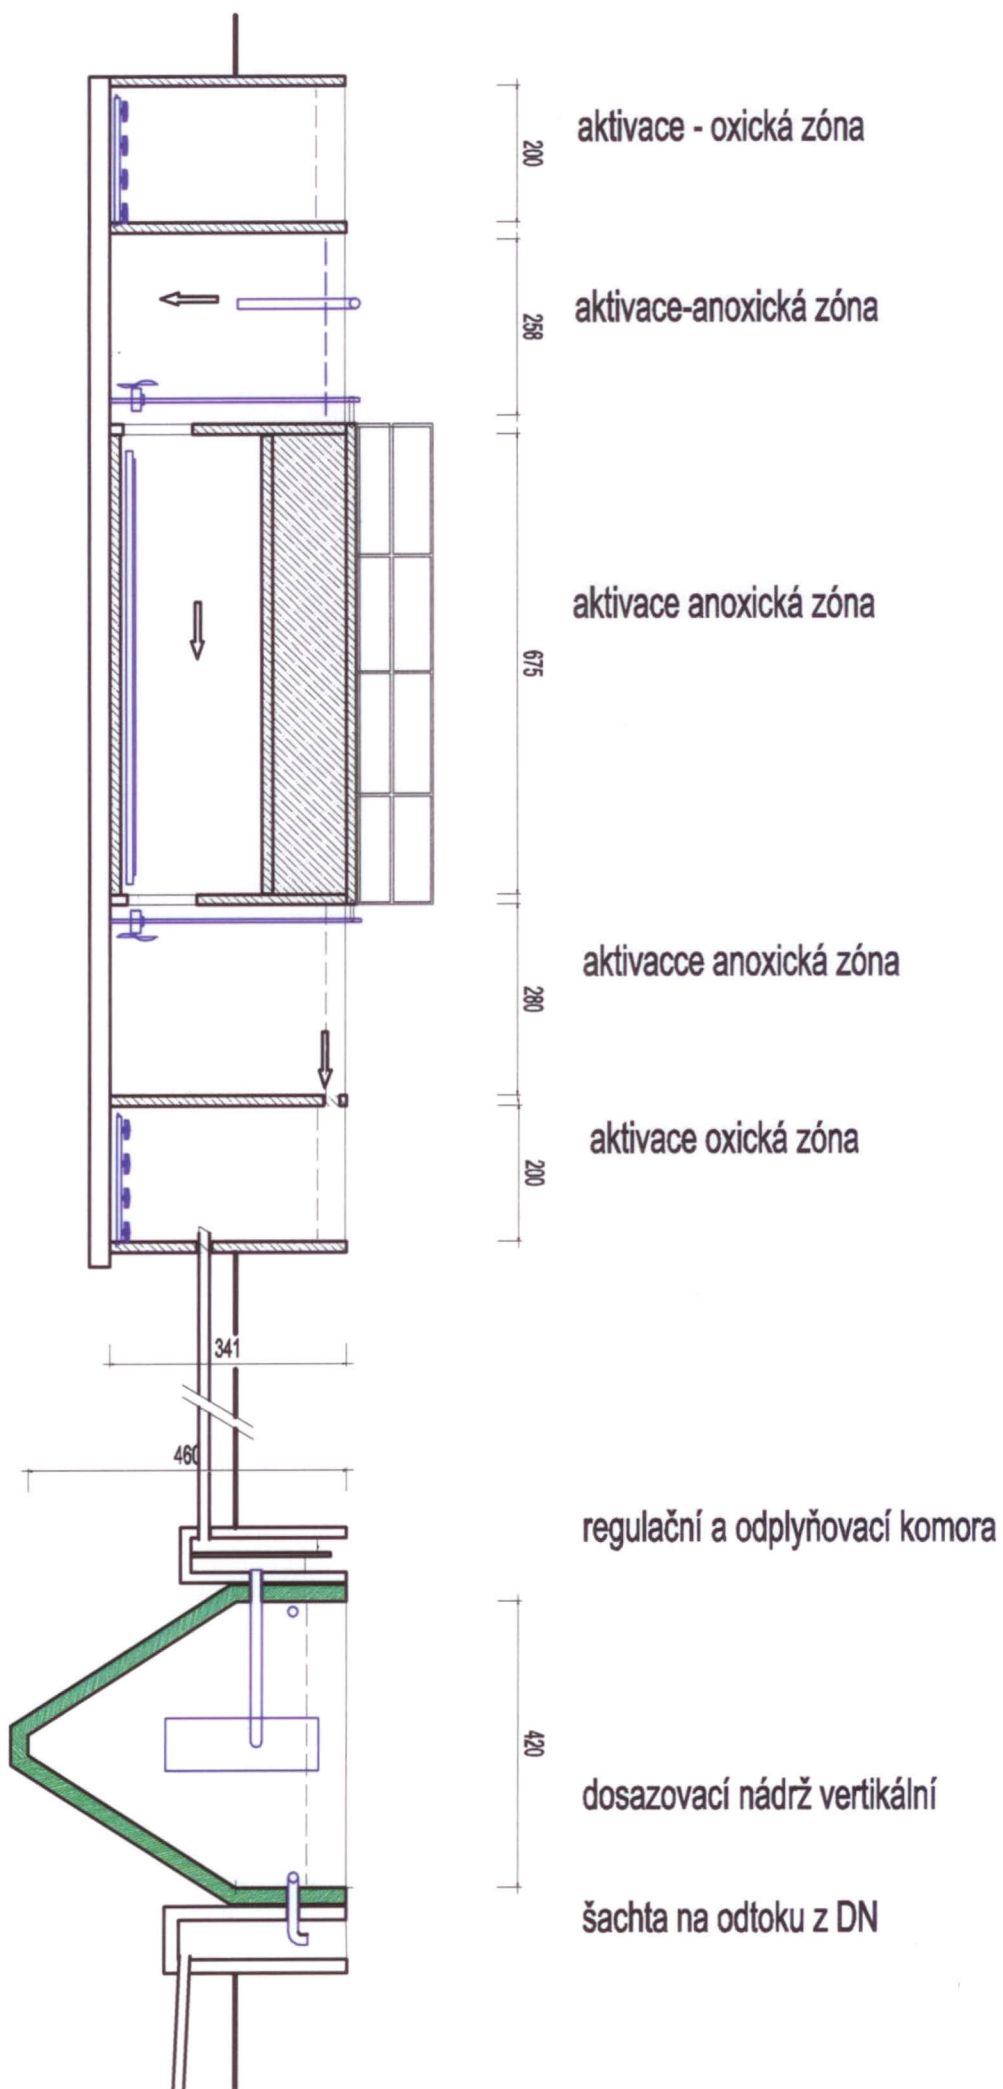 aktivace - oxická zóna
200
aktivace-anoxická zóna
258
aktivace anoxická zóna
675
aktivacce anoxická zóna
280
aktivace oxická zóna
200
341
460
regulační a odplyňovací komora
420
dosazovací nádrž vertikální
šachta na odtoku z DN